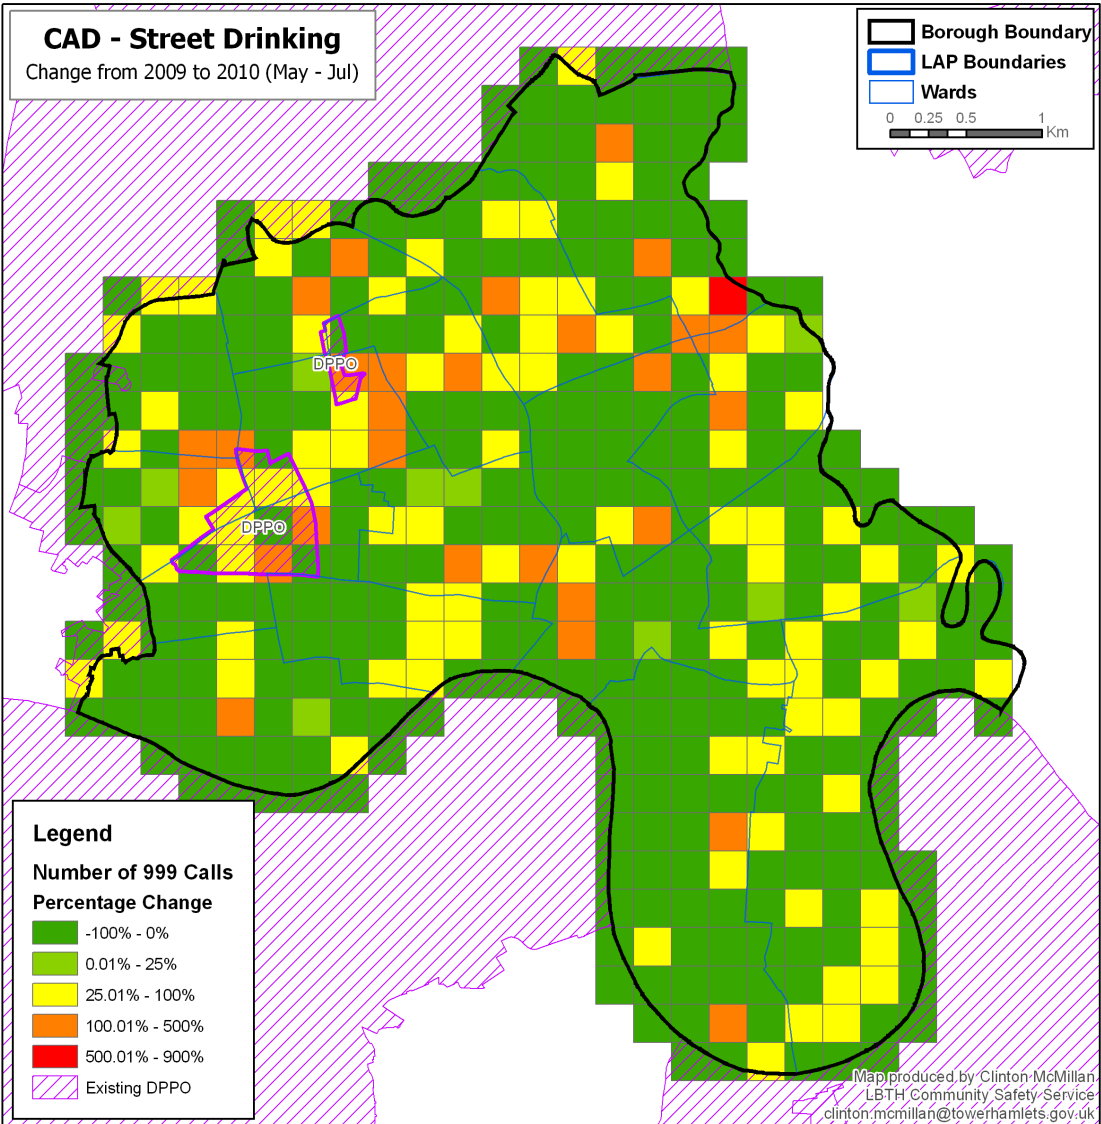 CAD - Street Drinking
Change from 2009 to 2010 (May - Jul)
Borough Boundary
LAP Boundaries
Wards
0 0.25 0.5 1
Km
DPPO
DPPO
Legend
Number of 999 Calls
Percentage Change
-100% - 0%
0.01% - 25%
25.01% - 100%
100.01% - 500%
500.01% - 900%
Existing DPPO
Map produced by Clinton McMillan
LBTH Community Safety Service
clinton.mcmillan@towerhamlets.gov.uk